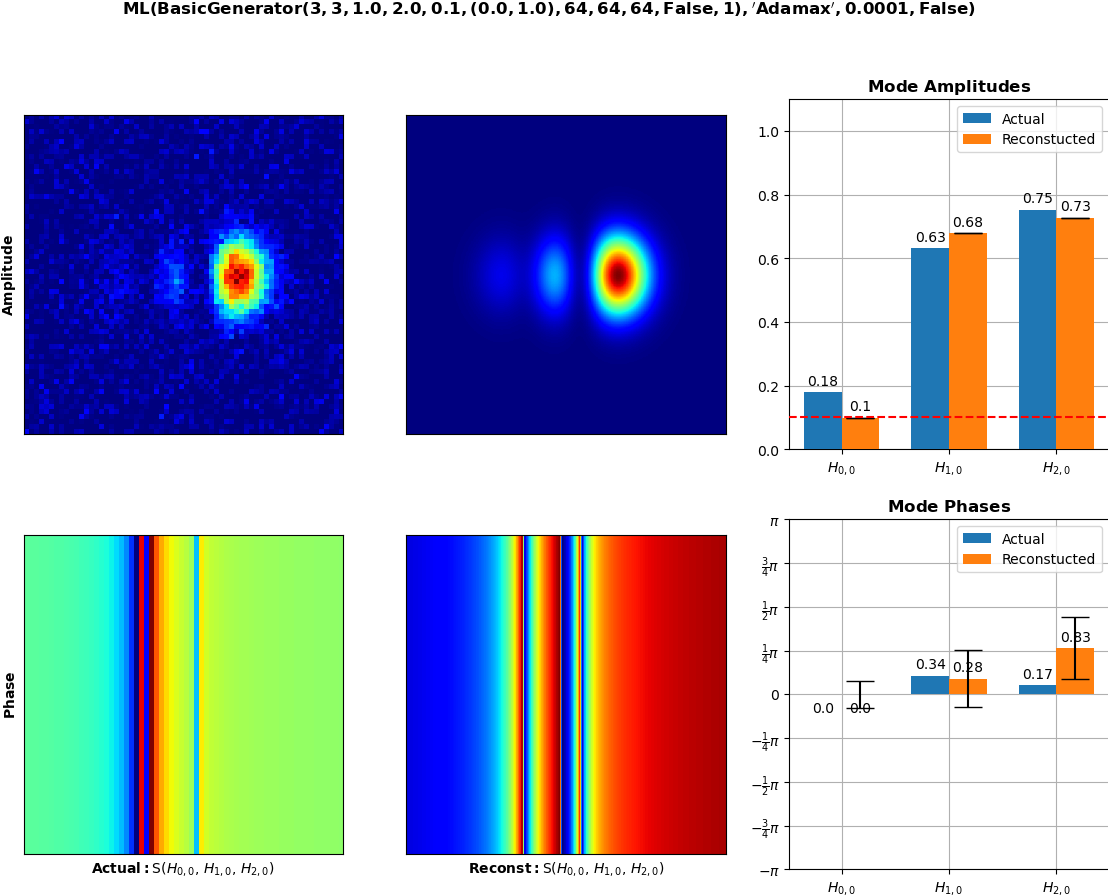 ML(BasicGenerator(3, 3, 1.0, 2.0, 0.1, (0.0, 1.0), 64, 64, 64, False, 1), ′Adamax′, 0.0001, False)
Amplitude
Mode Amplitudes
Actual
Reconstucted
1.0
0.8
0.6
0.4
0.2
0.0
0.18
0.1
0.63
0.68
0.75
0.73
H0,0
H1,0
H2,0
Phase
Actual: S(H0,0, H1,0, H2,0)
Reconst: S(H0,0, H1,0, H2,0)
Mode Phases
Actual
Reconstucted
π
3/4π
1/2π
1/4π
0
−1/4π
−1/2π
−3/4π
−π
0.0
-0.0
0.34
0.28
0.17
0.83
H0,0
H1,0
H2,0